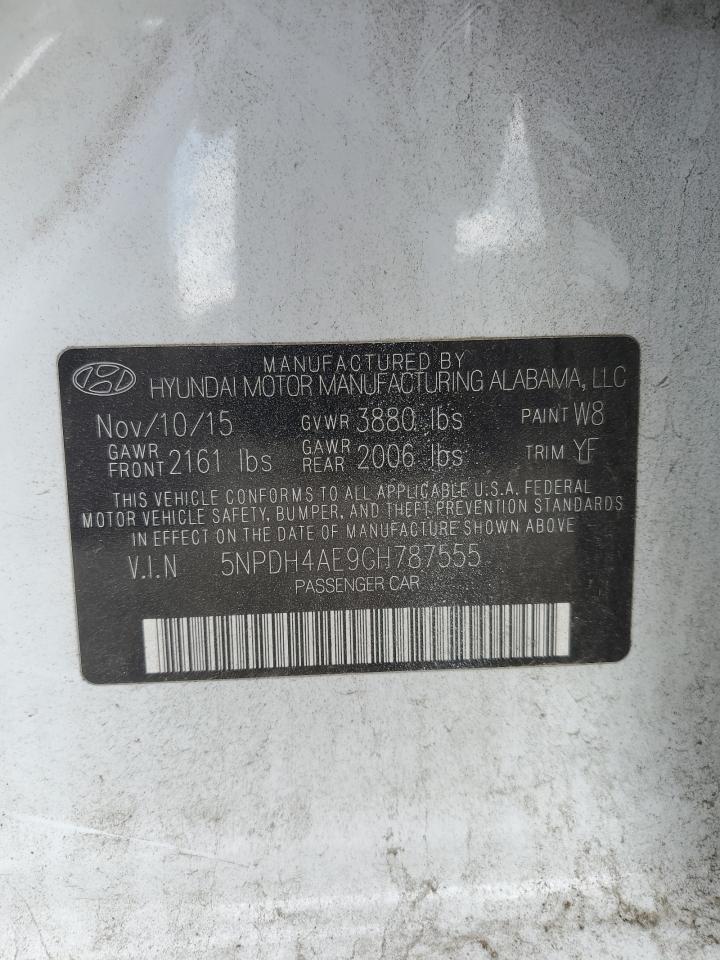 MANUFACTURED BY
HYUNDAI MOTOR MANUFACTURING ALABAMA, LLC
Nov/10/15 GVWR 3880 lbs PAINT W8
GAWR FRONT 2161 lbs GAWR REAR 2006 lbs TRIM YF
THIS VEHICLE CONFORMS TO ALL APPLICABLE U.S.A. FEDERAL
MOTOR VEHICLE SAFETY, BUMPER, AND THEFT PREVENTION STANDARDS
IN EFFECT ON THE DATE OF MANUFACTURE SHOWN ABOVE
V.I.N 5NPDH4AE9GH787555
PASSENGER CAR